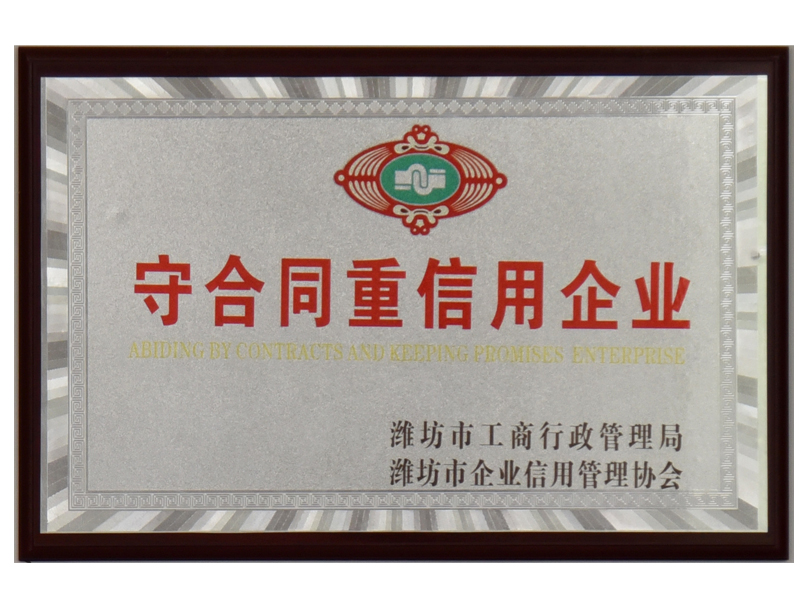 守合同重信用企业
ABIDING BY CONTRACTS AND KEEPING PROMISES ENTERPRISE
潍坊市工商行政管理局
潍坊市企业信用管理协会